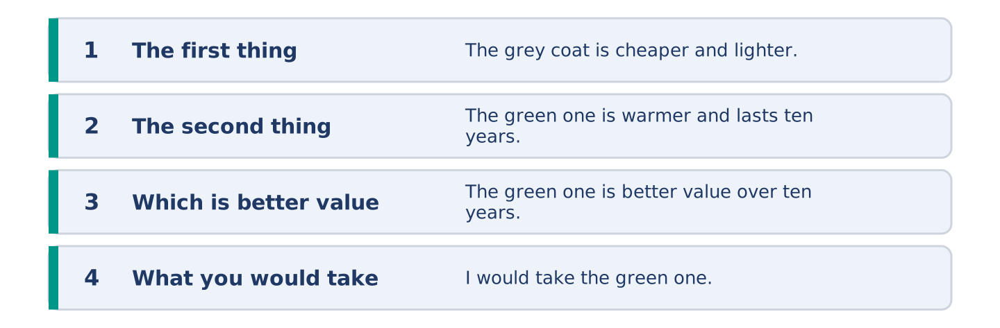 1 The first thing The grey coat is cheaper and lighter.
2 The second thing The green one is warmer and lasts ten
years.
3 Which is better value The green one is better value over ten
years.
4 What you would take I would take the green one.